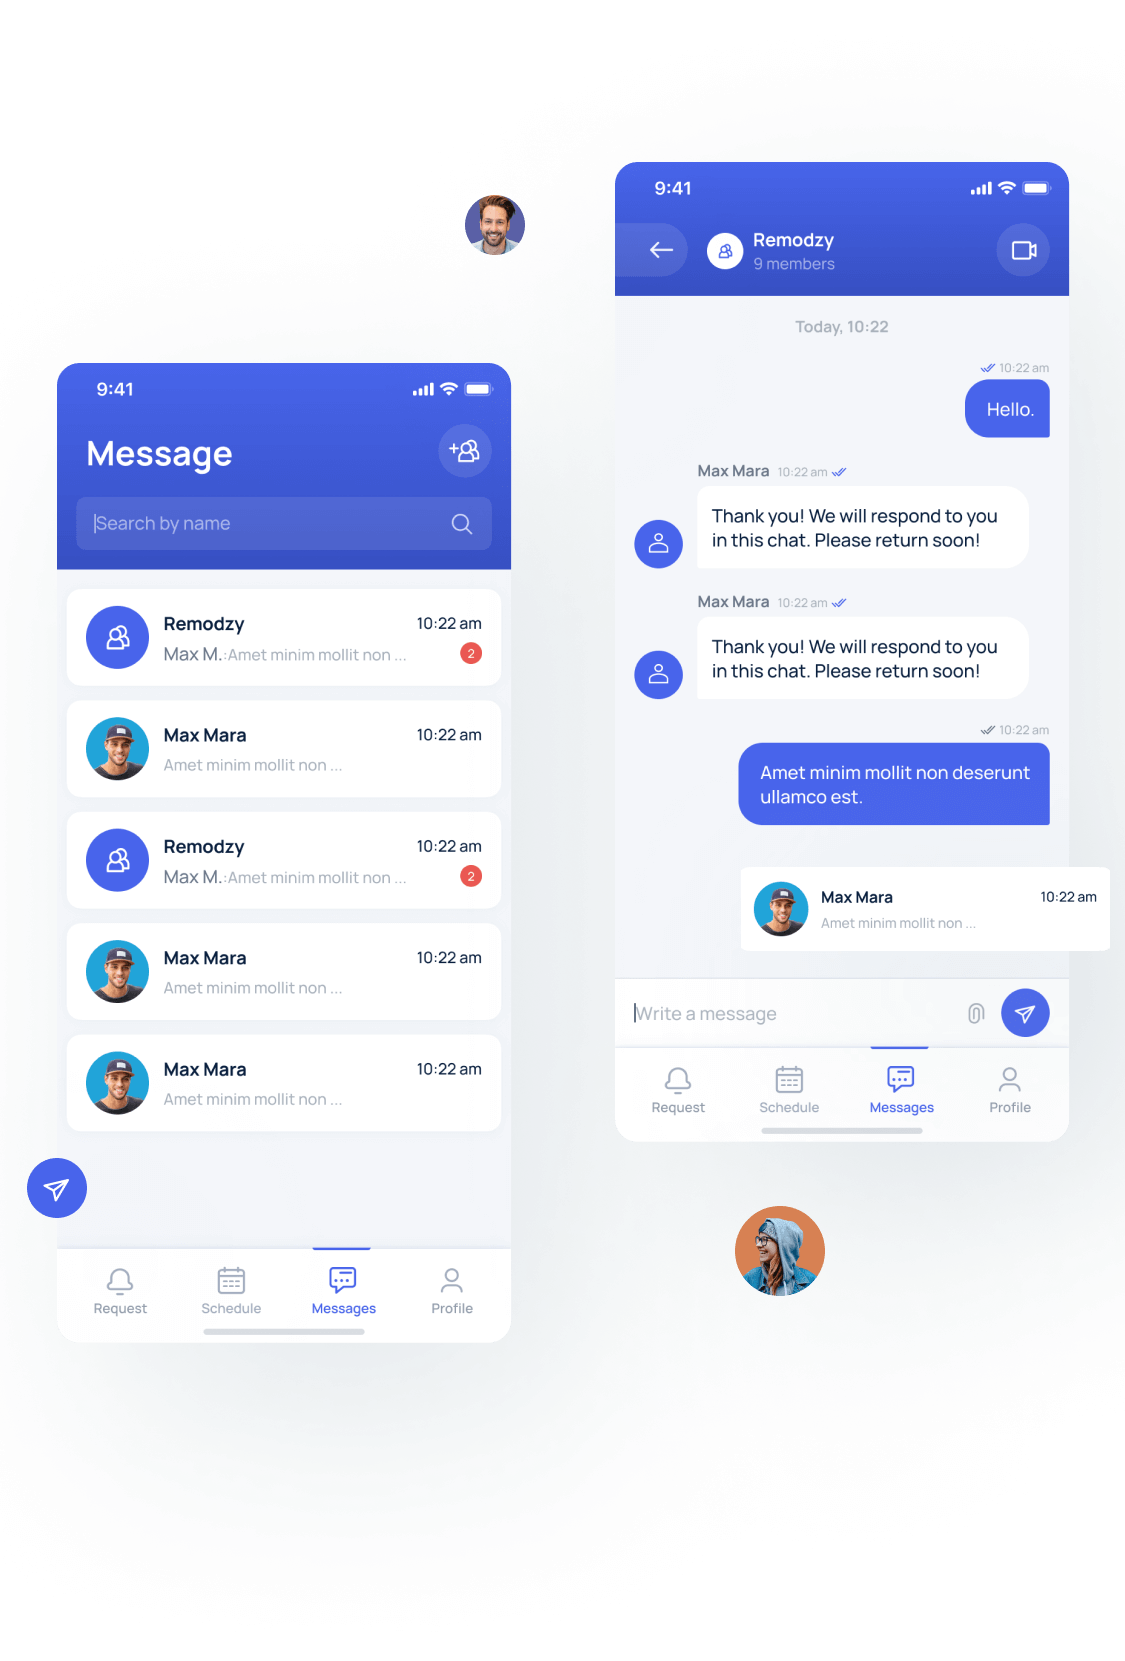 9:41
Message
Search by name
Remodzy
10:22 am
Max M.:Amet minim mollit non ...
2
Max Mara
10:22 am
Amet minim mollit non ...
Remodzy
10:22 am
Max M.:Amet minim mollit non ...
2
Max Mara
10:22 am
Amet minim mollit non ...
Max Mara
10:22 am
Amet minim mollit non ...
Request
Schedule
Messages
Profile
9:41
Remodzy
9 members
Today, 10:22
10:22 am
Hello.
Max Mara 10:22 am
Thank you! We will respond to you
in this chat. Please return soon!
Max Mara 10:22 am
Thank you! We will respond to you
in this chat. Please return soon!
10:22 am
Amet minim mollit non deserunt
ullamco est.
Max Mara
10:22 am
Amet minim mollit non ...
Write a message
Request
Schedule
Messages
Profile